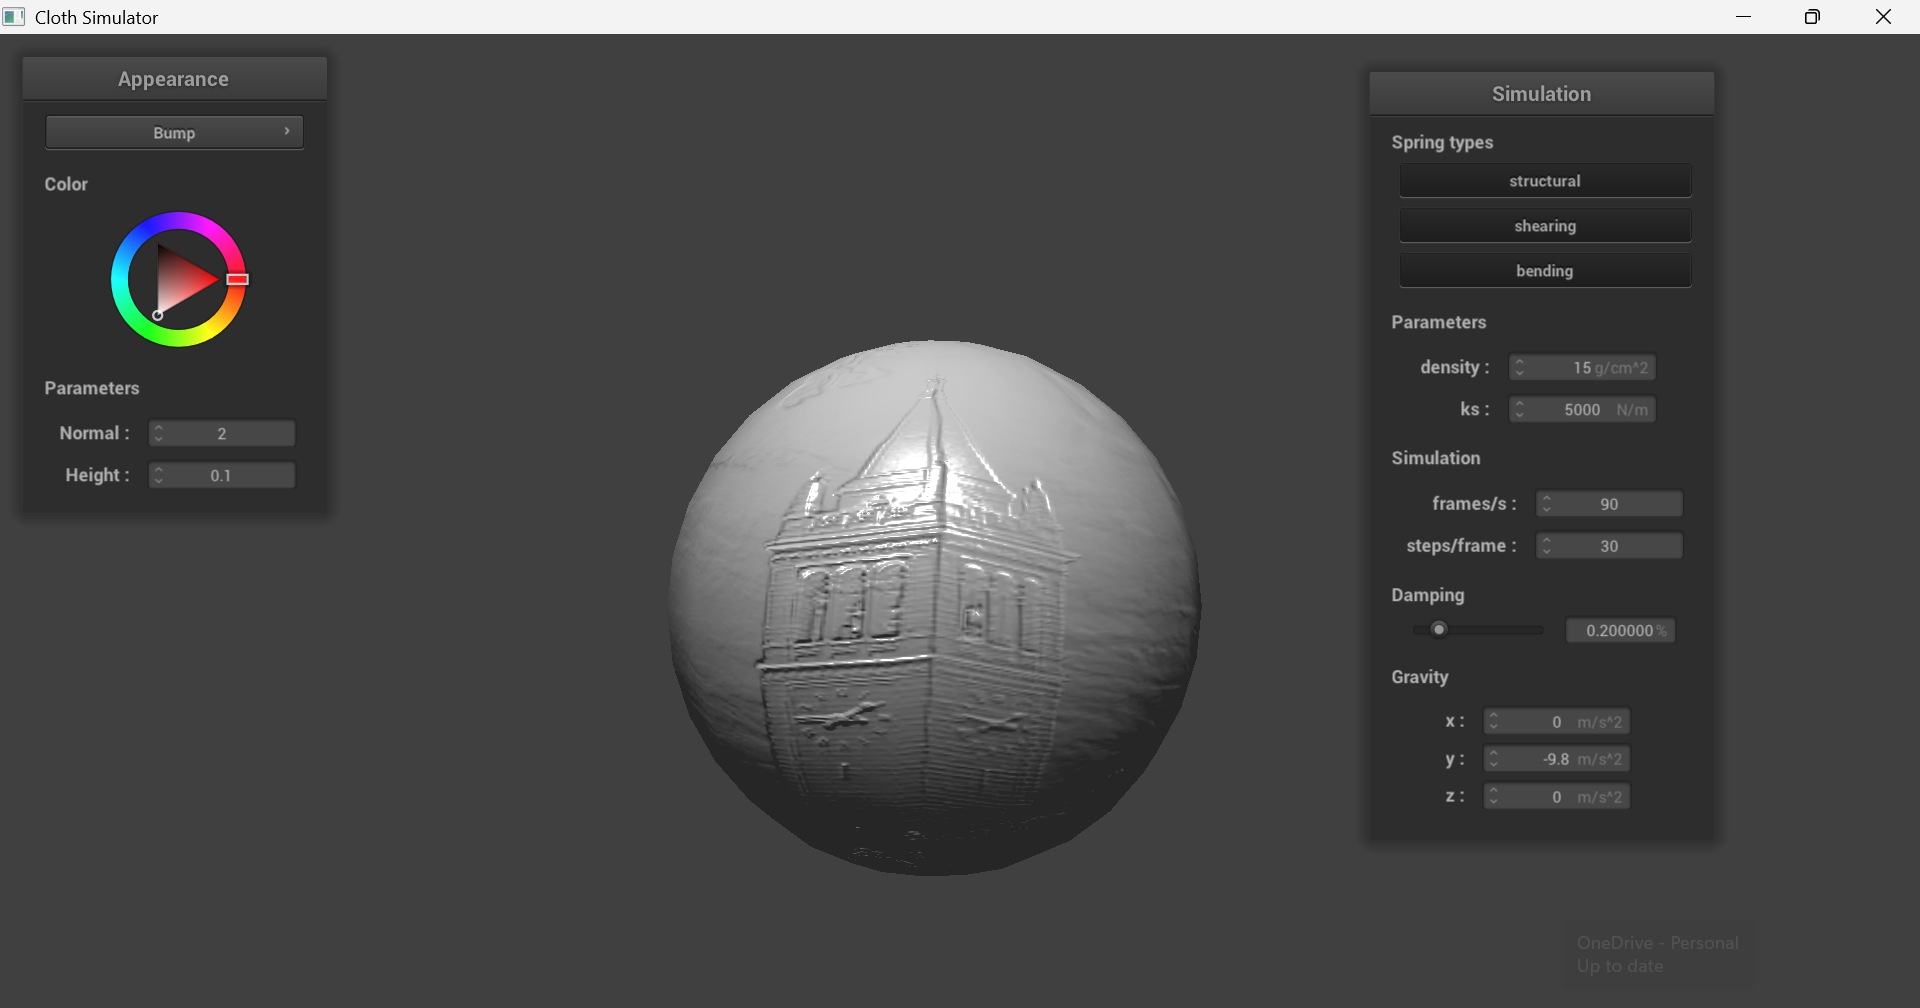 Cloth Simulator
Appearance
Bump
Color
Parameters
Normal : 2
Height : 0.1
Simulation
Spring types
structural
shearing
bending
Parameters
density : 15 g/cm^2
ks : 5000 N/m
Simulation
frames/s : 90
steps/frame : 30
Damping
0.200000 %
Gravity
x : 0 m/s^2
y : -9.8 m/s^2
z : 0 m/s^2
OneDrive - Personal
Up to date